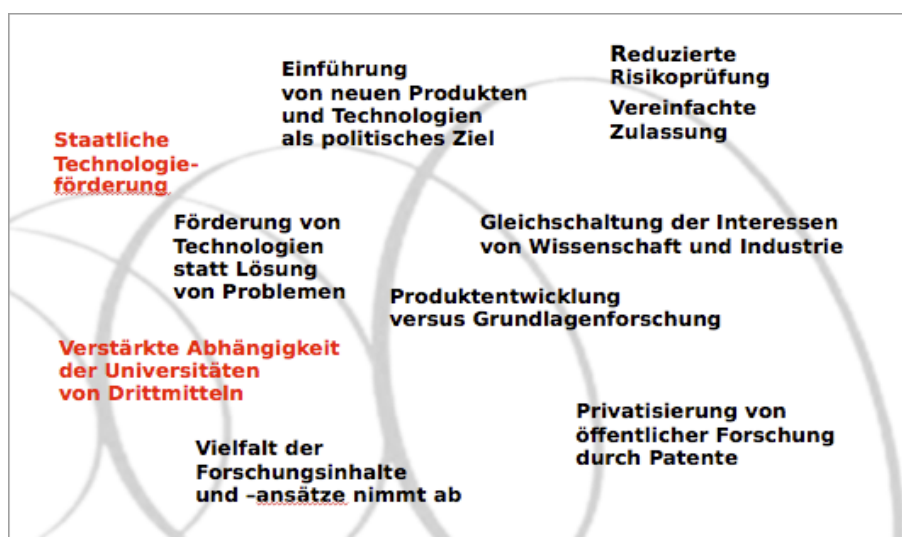 Einführung
von neuen Produkten
und Technologien
als politisches Ziel
Reduzierte
Risikoprüfung
Vereinfachte
Zulassung
Staatliche
Technologie-
förderung
Förderung von
Technologien
statt Lösung
von Problemen
Gleichschaltung der Interessen
von Wissenschaft und Industrie
Produktentwicklung
versus Grundlagenforschung
Verstärkte Abhängigkeit
der Universitäten
von Drittmitteln
Privatisierung von
öffentlicher Forschung
durch Patente
Vielfalt der
Forschungsinhalte
und –ansätze nimmt ab